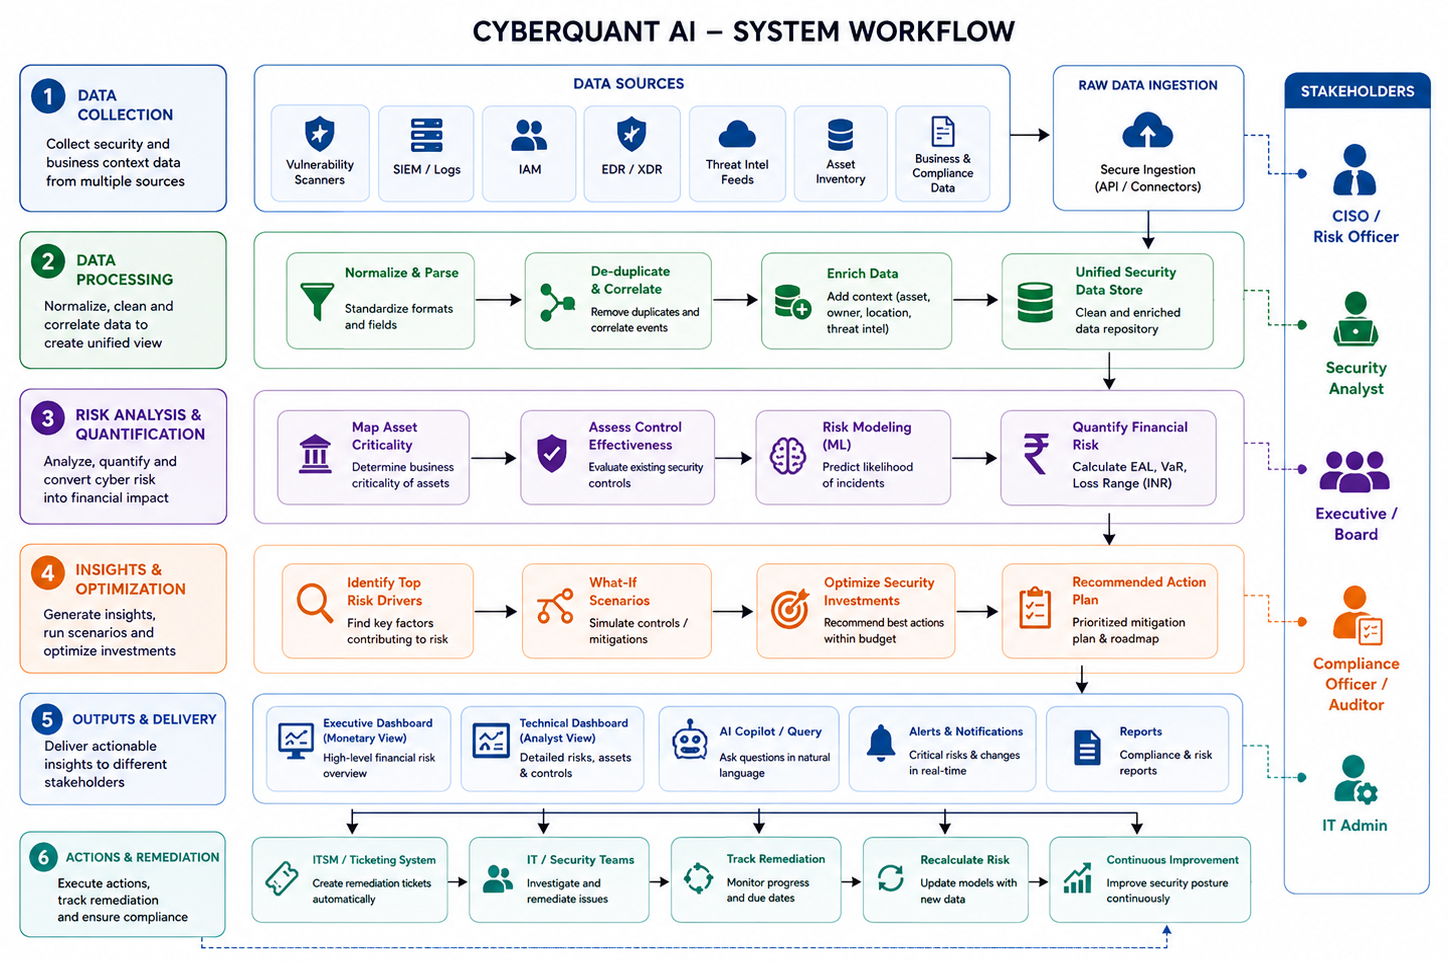 CYBERQUANT AI – SYSTEM WORKFLOW
1
DATA
COLLECTION
Collect security and
business context data
from multiple sources
DATA SOURCES
Vulnerability
Scanners
SIEM / Logs
IAM
EDR / XDR
Threat Intel
Feeds
Asset
Inventory
Business &
Compliance
Data
RAW DATA INGESTION
Secure Ingestion
(API / Connectors)
STAKEHOLDERS
CISO /
Risk Officer
Security
Analyst
Executive /
Board
Compliance
Officer /
Auditor
IT Admin
2
DATA
PROCESSING
Normalize, clean and
correlate data to
create unified view
Normalize & Parse
Standardize formats
and fields
De-duplicate
& Correlate
Remove duplicates and
correlate events
Enrich Data
Add context (asset,
owner, location,
threat intel)
Unified Security
Data Store
Clean and enriched
data repository
3
RISK ANALYSIS &
QUANTIFICATION
Analyze, quantify and
convert cyber risk
into financial impact
Map Asset
Criticality
Determine business
criticality of assets
Assess Control
Effectiveness
Evaluate existing security
controls
Risk Modeling
(ML)
Predict likelihood
of incidents
₹
Quantify Financial
Risk
Calculate EAL, VaR,
Loss Range (INR)
4
INSIGHTS &
OPTIMIZATION
Generate insights,
run scenarios and
optimize investments
Identify Top
Risk Drivers
Find key factors
contributing to risk
What-If
Scenarios
Simulate controls /
mitigations
Optimize Security
Investments
Recommend best actions
within budget
Recommended Action
Plan
Prioritized mitigation
plan & roadmap
5
OUTPUTS & DELIVERY
Deliver actionable
insights to different
stakeholders
Executive Dashboard
(Monetary View)
High-level financial risk
overview
Technical Dashboard
(Analyst View)
Detailed risks, assets
& controls
AI Copilot / Query
Ask questions in natural
language
Alerts & Notifications
Critical risks & changes
in real-time
Reports
Compliance & risk
reports
6
ACTIONS & REMEDIATION
Execute actions,
track remediation
and ensure compliance
ITSM / Ticketing System
Create remediation tickets
automatically
IT / Security Teams
Investigate and
remediate issues
Track Remediation
Monitor progress
and due dates
Recalculate Risk
Update models with
new data
Continuous Improvement
Improve security posture
continuously